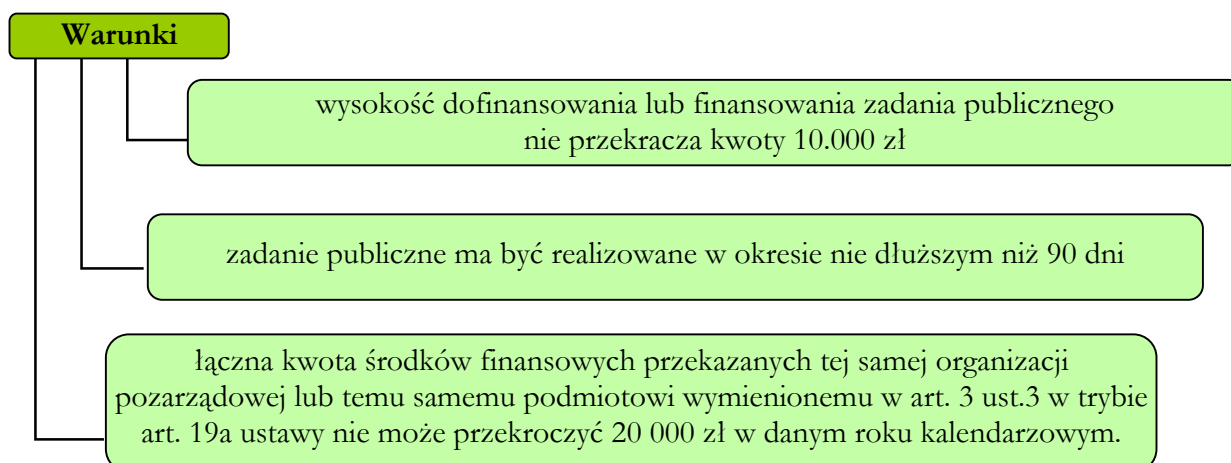 Warunki
wysokość dofinansowania lub finansowania zadania publicznego
nie przekracza kwoty 10.000 zł
zadanie publiczne ma być realizowane w okresie nie dłuższym niż 90 dni
łączna kwota środków finansowych przekazanych tej samej organizacji
pozarządowej lub temu samemu podmiotowi wymienionemu w art. 3 ust.3 w trybie
art. 19a ustawy nie może przekroczyć 20 000 zł w danym roku kalendarzowym.